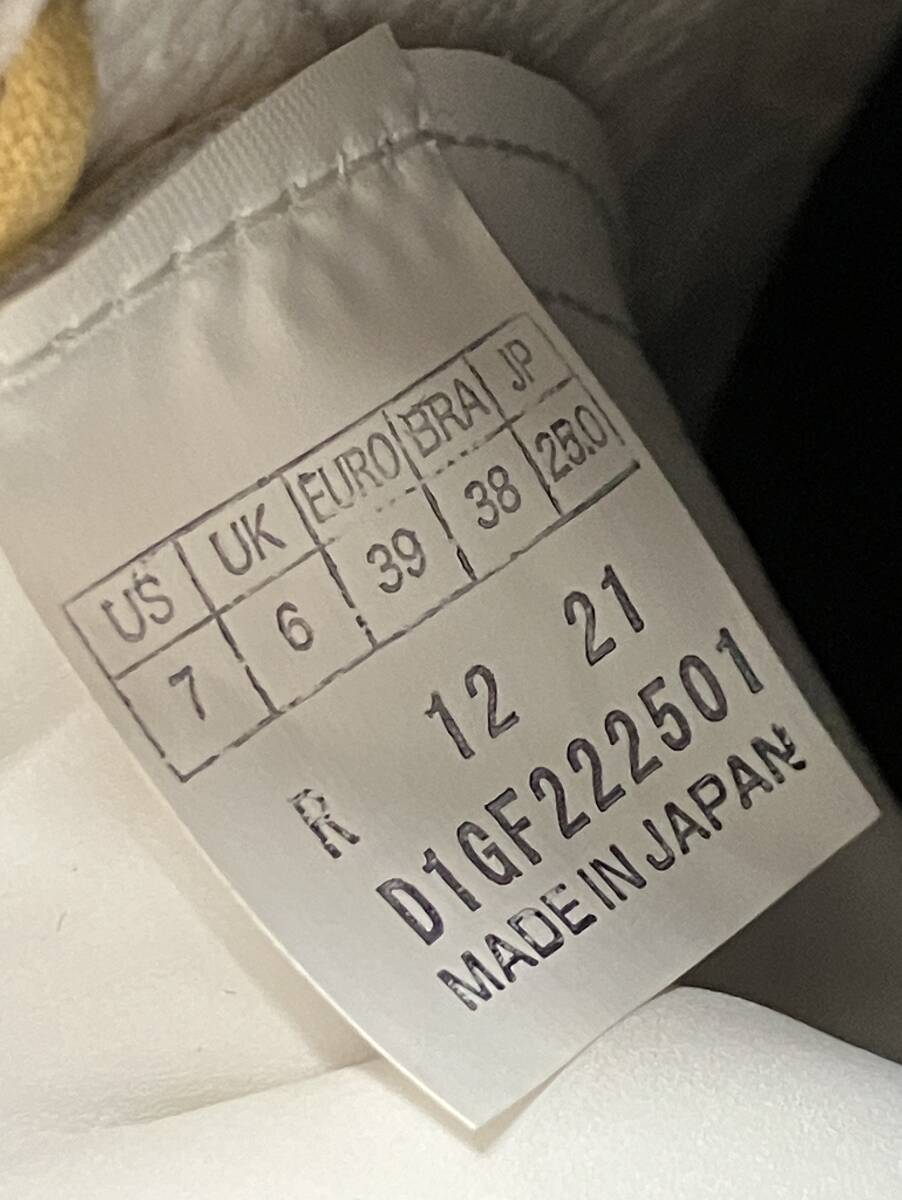 US UK EURO BRA JP
7 6 39 38 25.0
R 12 21
D1GF222501
MADE IN JAPAN